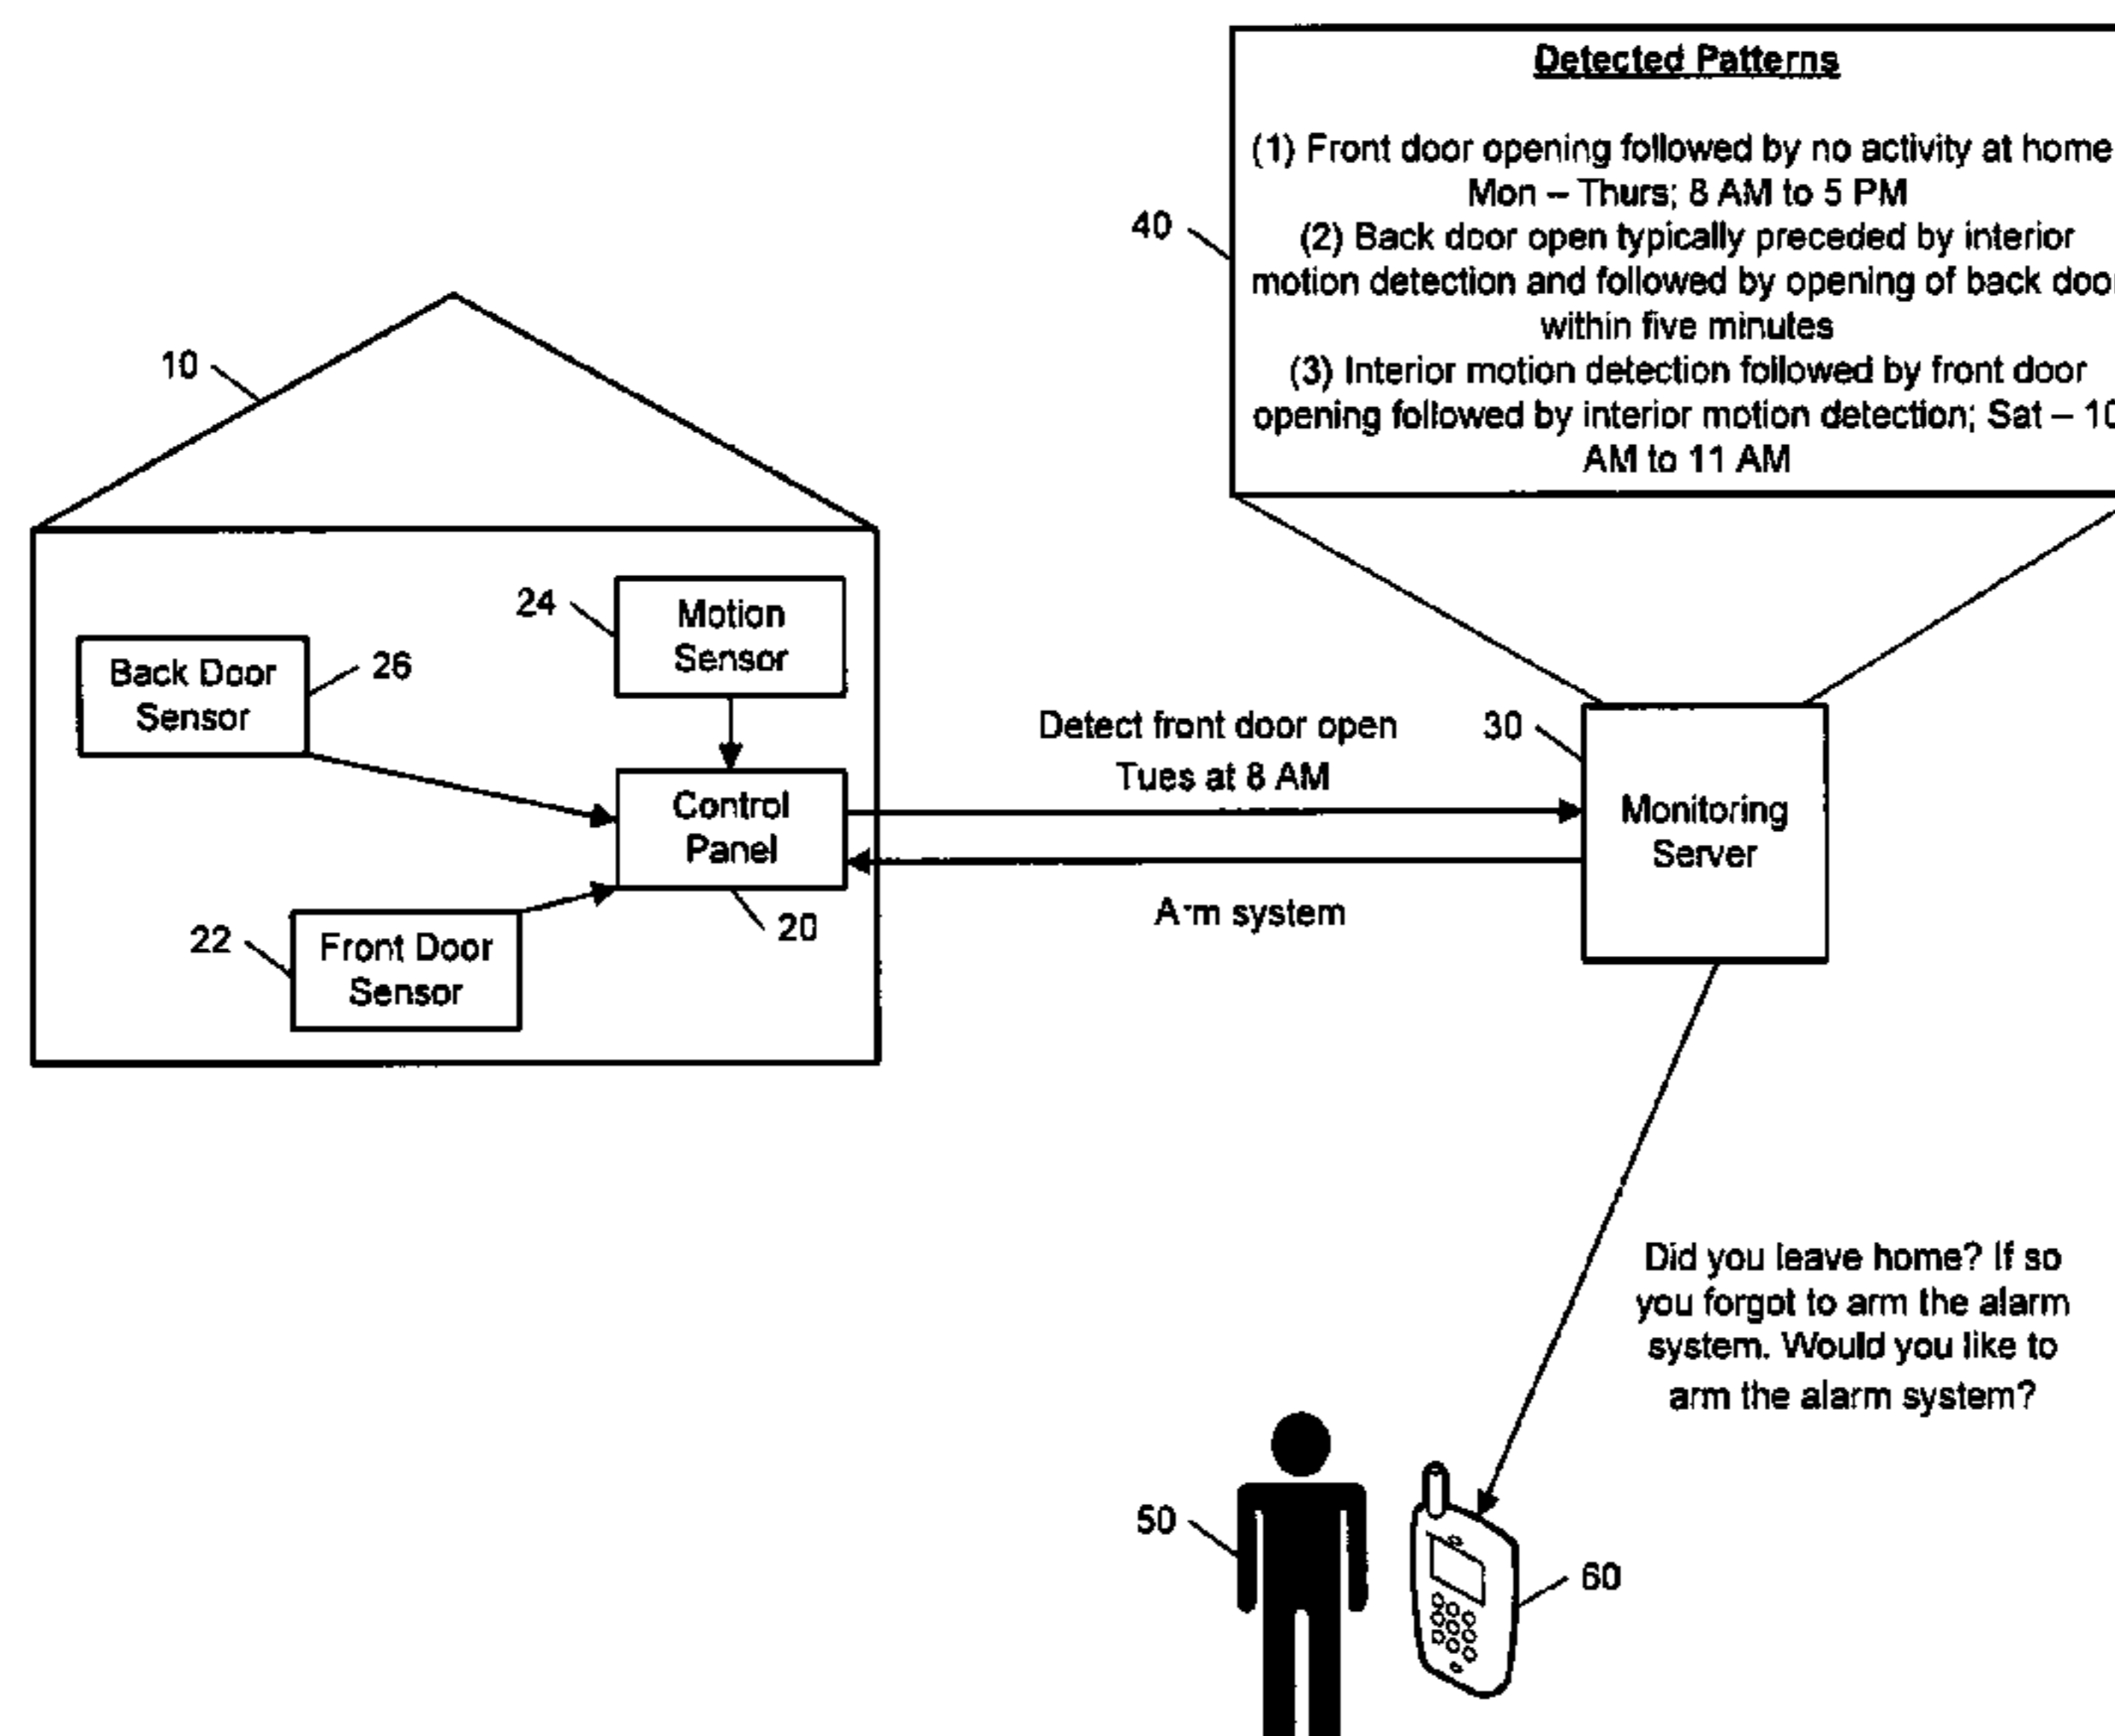 Detected Patterns
(1) Front door opening followed by no activity at home
Mon – Thurs; 8 AM to 5 PM
(2) Back door open typically preceded by interior
motion detection and followed by opening of back door
within five minutes
(3) Interior motion detection followed by front door
opening followed by interior motion detection; Sat – 10
AM to 11 AM
40
10
24
Motion
Sensor
Back Door
Sensor
26
Detect front door open
Tues at 8 AM
30
Control
Panel
Monitoring
Server
Arm system
20
22
Front Door
Sensor
Did you leave home? If so
you forgot to arm the alarm
system. Would you like to
arm the alarm system?
50
60